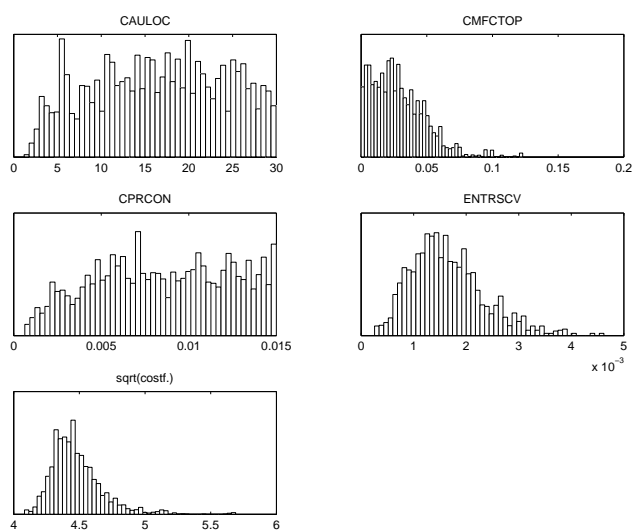 CAULOC
0 5 10 15 20 25 30
CMFCTOP
0 0.05 0.1 0.15 0.2
CPRCON
0 0.005 0.01 0.015
ENTRSCV
0 1 2 3 4 5
x 10⁻³
sqrt(costf.)
4 4.5 5 5.5 6